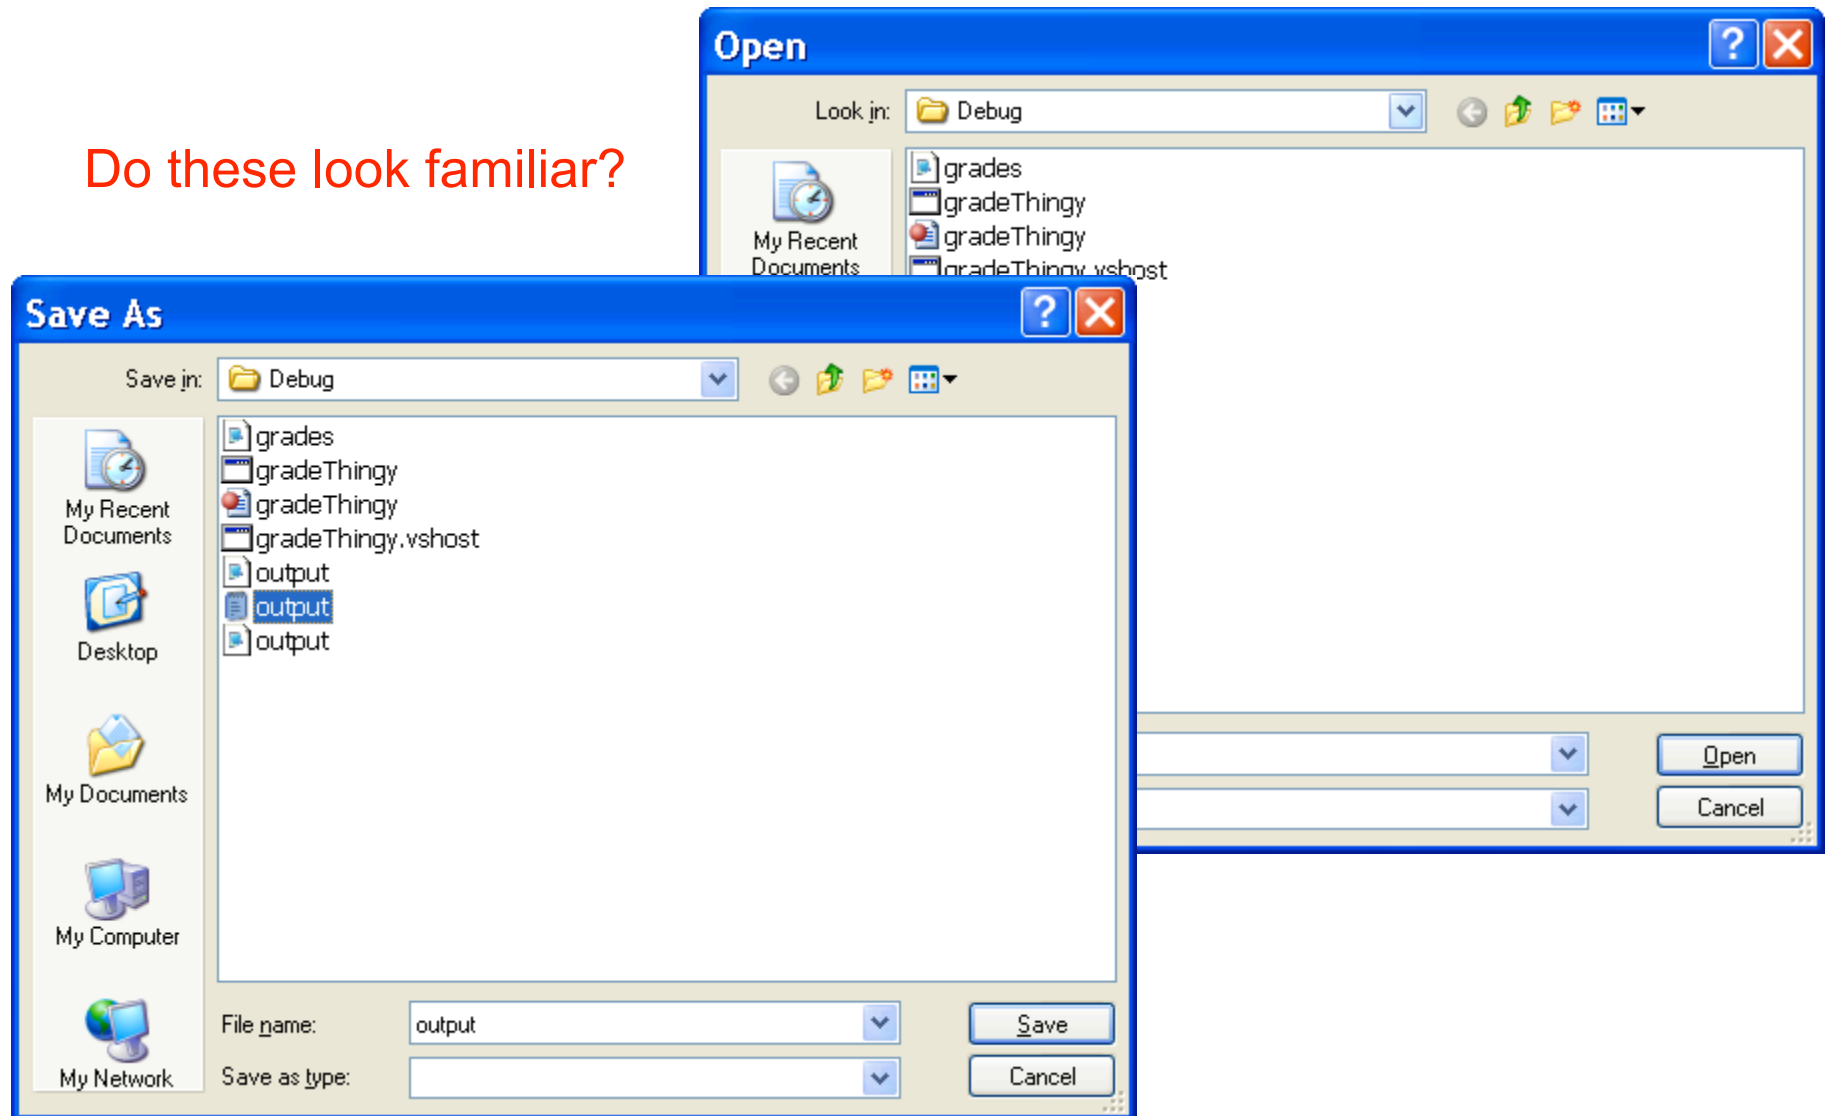 Do these look familiar?
Open
Look in: Debug
grades
gradeThingy
gradeThingy
gradeThingy.vshost
My Recent
Documents
Open
Cancel
Save As
Save in: Debug
My Recent
Documents
Desktop
My Documents
My Computer
My Network
grades
gradeThingy
gradeThingy
gradeThingy.vshost
output
output
output
File name: output
Save
Save as type:
Cancel